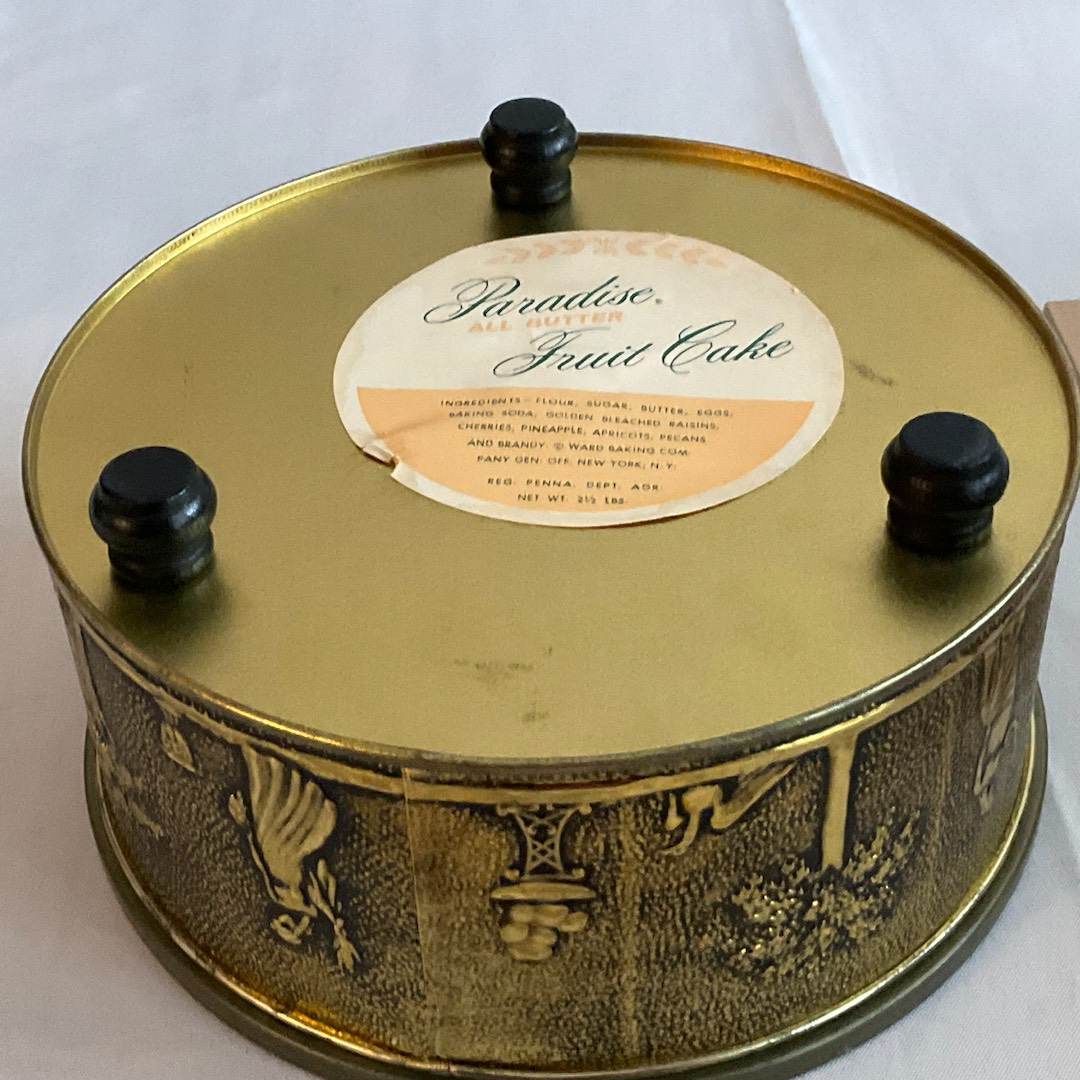 Paradise®
ALL BUTTER
Fruit Cake
INGREDIENTS - FLOUR, SUGAR, BUTTER, EGGS,
BAKING SODA, GOLDEN BLEACHED RAISINS,
CHERRIES, PINEAPPLE, APRICOTS, PECANS
AND BRANDY. © WARD BAKING COM-
PANY GEN. OFF. NEW YORK, N. Y.
REG. PENNA. DEPT. AGR.
NET WT. 2½ LBS.